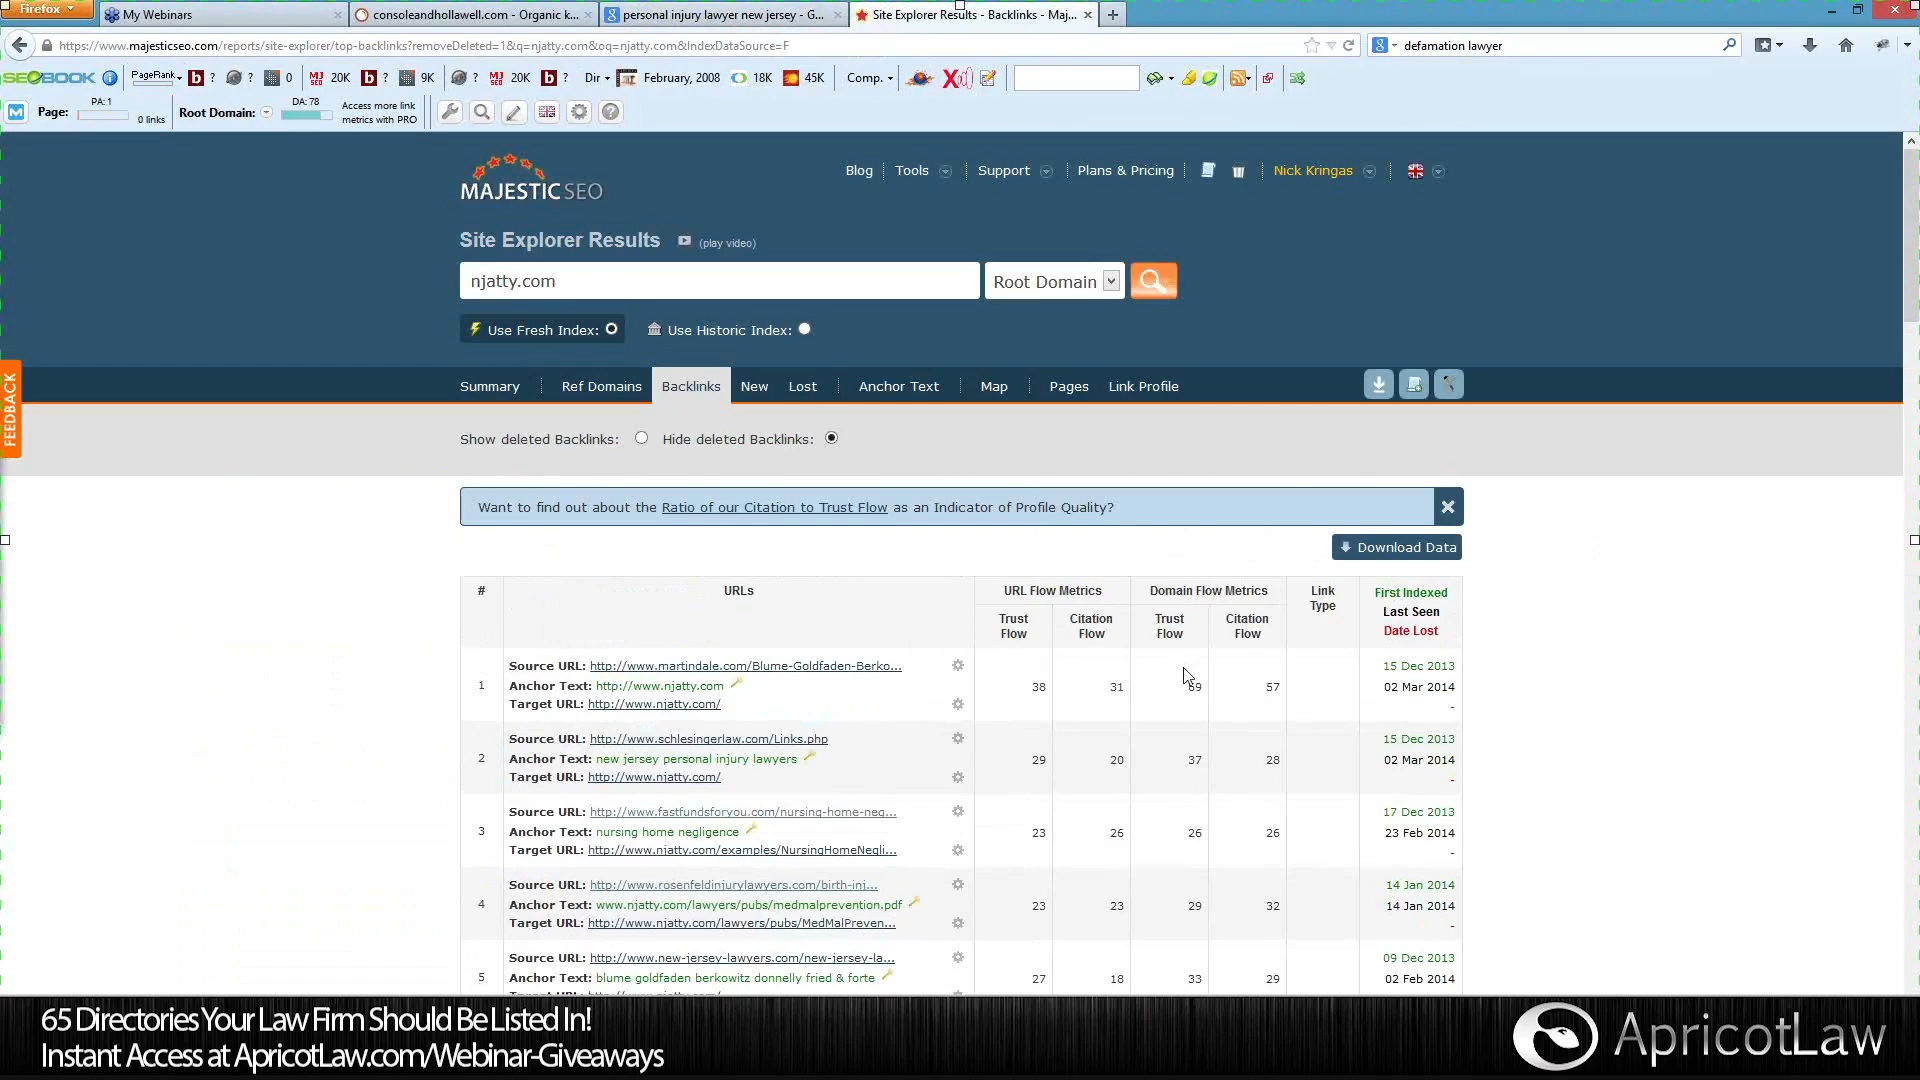 Firefox
My Webinars
consoleandhollawell.com - Organic k...
personal injury lawyer new jersey - G...
Site Explorer Results - Backlinks - Maj...
https://www.majesticseo.com/reports/site-explorer/top-backlinks?removeDeleted=1&q=njatty.com&oq=njatty.com&IndexDataSource=F
defamation lawyer
SEOBOOK
PageRank
b ?
?
0
MJ SEO 20K
b ?
9K
?
MJ SEO 20K
b ?
Dir
February, 2008
18K
45K
Comp.
Page:
PA: 1
0 links
Root Domain:
DA: 78
Access more link
metrics with PRO
MAJESTICSEO
Blog
Tools
Support
Plans & Pricing
Nick Kringas
Site Explorer Results
(play video)
njatty.com
Root Domain
Use Fresh Index:
Use Historic Index:
FEEDBACK
Summary
Ref Domains
Backlinks
New
Lost
Anchor Text
Map
Pages
Link Profile
Show deleted Backlinks:
Hide deleted Backlinks:
Want to find out about the Ratio of our Citation to Trust Flow as an Indicator of Profile Quality?
Download Data
#
URLs
URL Flow Metrics
Domain Flow Metrics
Link
Type
First Indexed
Last Seen
Date Lost
Trust
Flow
Citation
Flow
Trust
Flow
Citation
Flow
1
Source URL: http://www.martindale.com/Blume-Goldfaden-Berko...
Anchor Text: http://www.njatty.com
Target URL: http://www.njatty.com/
38
31
57
15 Dec 2013
02 Mar 2014
-
2
Source URL: http://www.schlesingerlaw.com/Links.php
Anchor Text: new jersey personal injury lawyers
Target URL: http://www.njatty.com/
29
20
37
28
15 Dec 2013
02 Mar 2014
-
3
Source URL: http://www.fastfundsforyou.com/nursing-home-neg...
Anchor Text: nursing home negligence
Target URL: http://www.njatty.com/examples/NursingHomeNegli...
23
26
26
26
17 Dec 2013
23 Feb 2014
-
4
Source URL: http://www.rosenfeldinjurylawyers.com/birth-inj...
Anchor Text: www.njatty.com/lawyers/pubs/medmalprevention.pdf
Target URL: http://www.njatty.com/lawyers/pubs/MedMalPreven...
23
23
29
32
14 Jan 2014
14 Jan 2014
-
5
Source URL: http://www.new-jersey-lawyers.com/new-jersey-la...
Anchor Text: blume goldfaden berkowitz donnelly fried & forte
27
18
33
29
09 Dec 2013
02 Feb 2014
65 Directories Your Law Firm Should Be Listed In!
Instant Access at ApricotLaw.com/Webinar-Giveaways
ApricotLaw